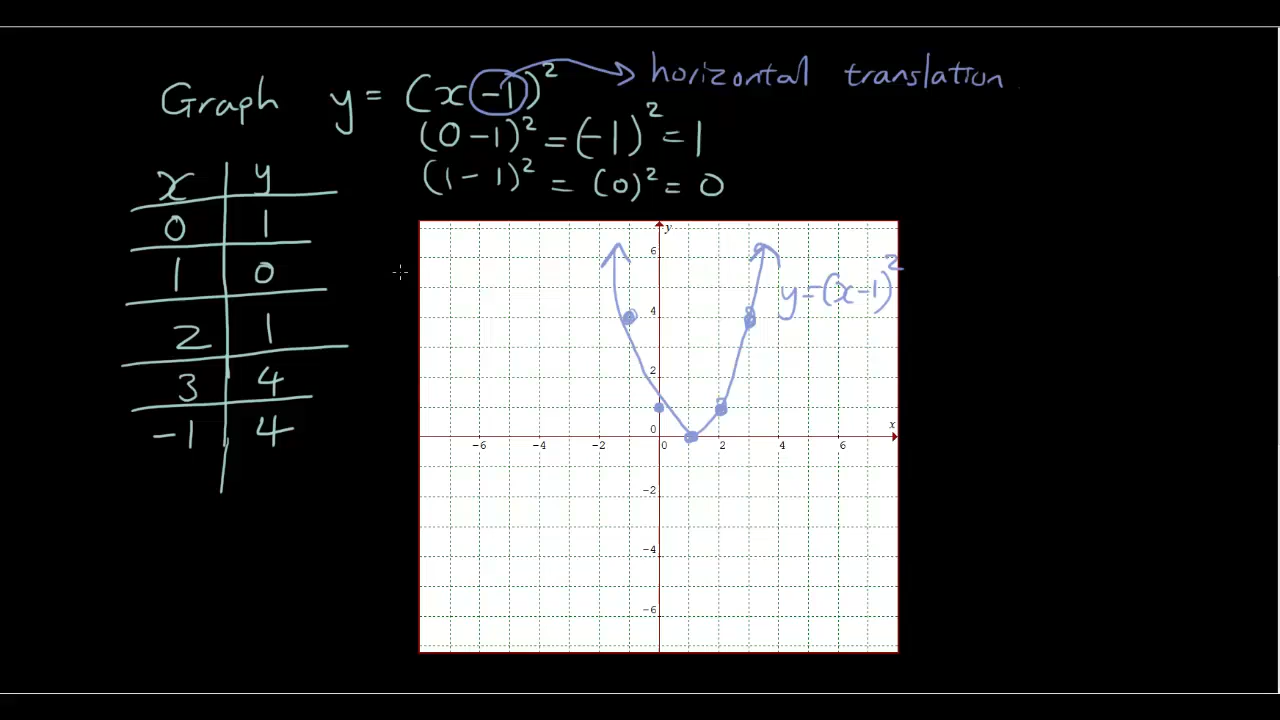 Graph y = (x -1)² → horizontal translation
(0 - 1)² = (-1)² = 1
(1 - 1)² = (0)² = 0
x y
0 1
1 0
2 1
3 4
-1 4
y
6
y = (x-1)²
4
2
0
x
-6 -4 -2 0 2 4 6
-2
-4
-6